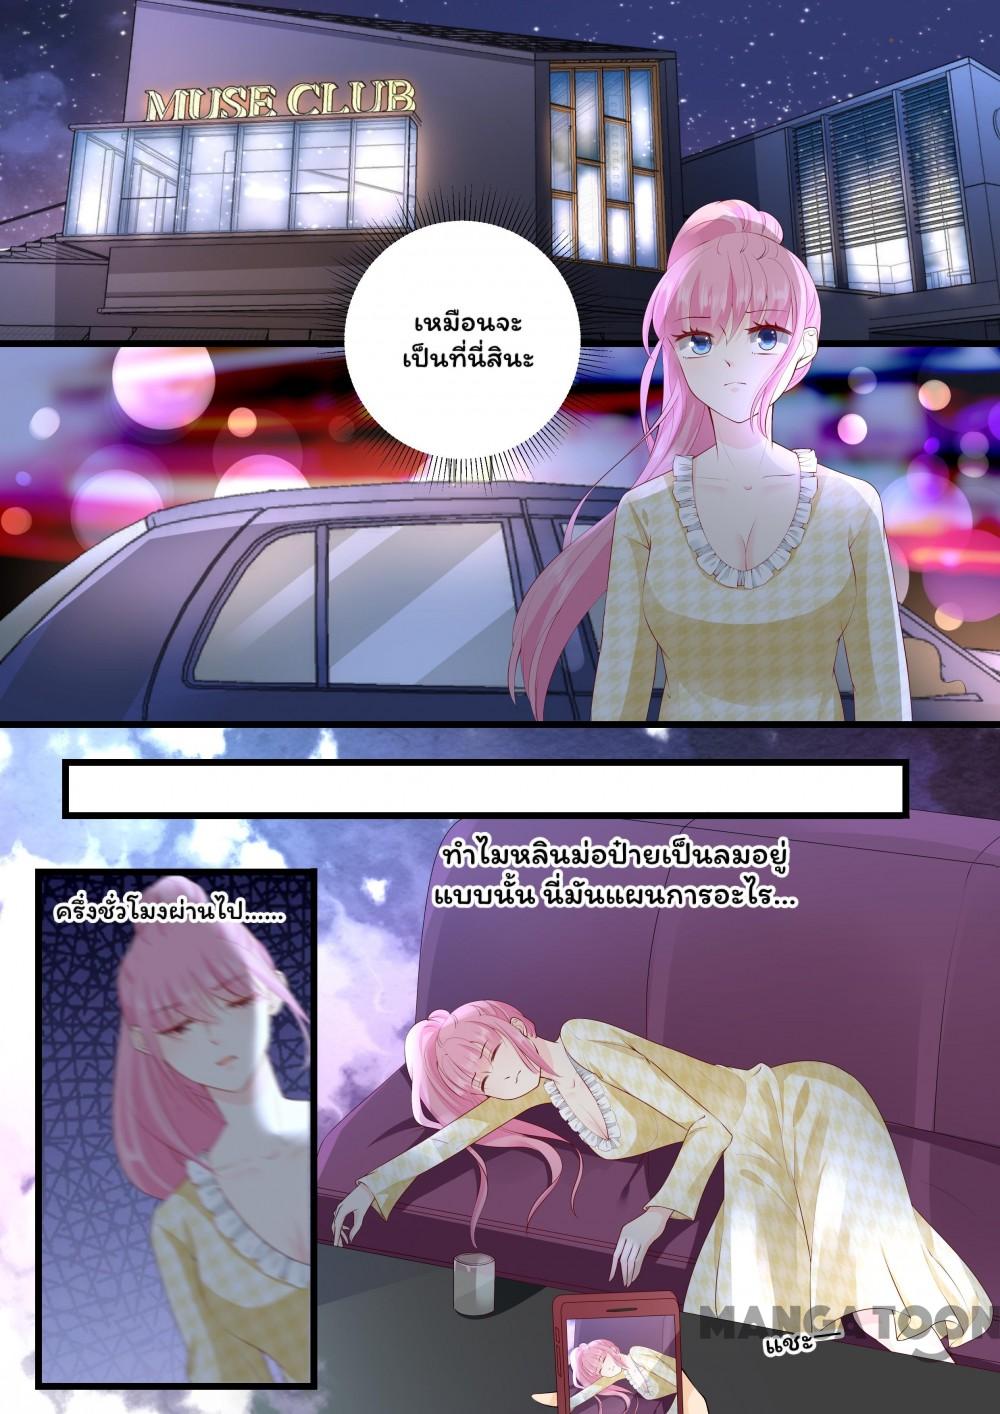 MUSE CLUB
เหมือนจะ
เป็นที่นี่สินะ
ทำไมหลินม่อป๋ายเป็นลมอยู่
แบบนั้น นี่มันแผนการอะไร...
ครึ่งชั่วโมงผ่านไป......
แชะ
MANGATOON